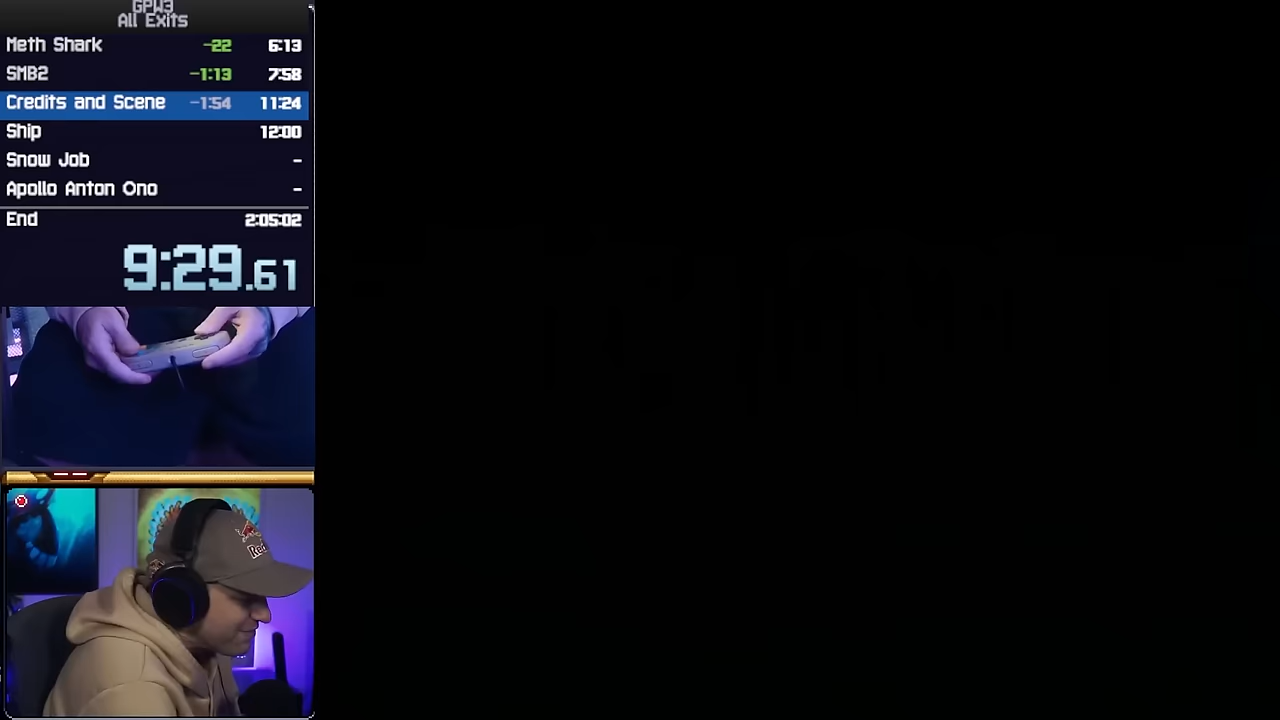 GPW3
All Exits
Meth Shark -22 6:13
SMB2 -1:13 7:58
Credits and Scene -1:54 11:24
Ship 12:00
Snow Job -
Apollo Anton Ono -
End 2:05:02
9:29.61